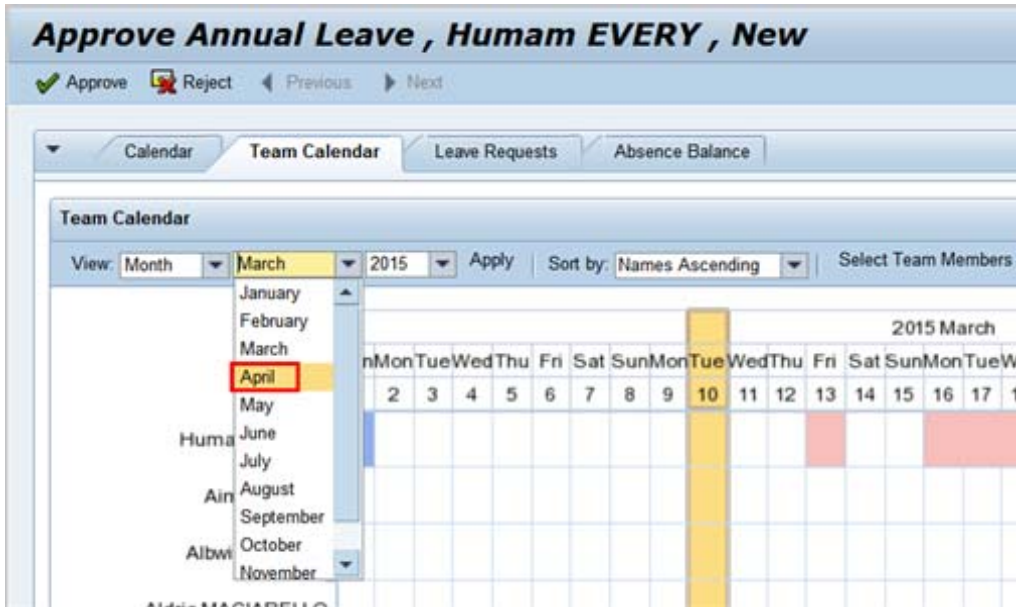 Approve Annual Leave , Humam EVERY , New
Approve Reject Previous Next
Calendar Team Calendar Leave Requests Absence Balance
Team Calendar
View: Month March 2015 Apply Sort by: Names Ascending Select Team Members
January
February
March
April
May
June
July
August
September
October
November
2015 March
Mon Tue Wed Thu Fri Sat Sun Mon Tue Wed Thu Fri Sat Sun Mon Tue
2 3 4 5 6 7 8 9 10 11 12 13 14 15 16 17
Huma
Ain
Albwi